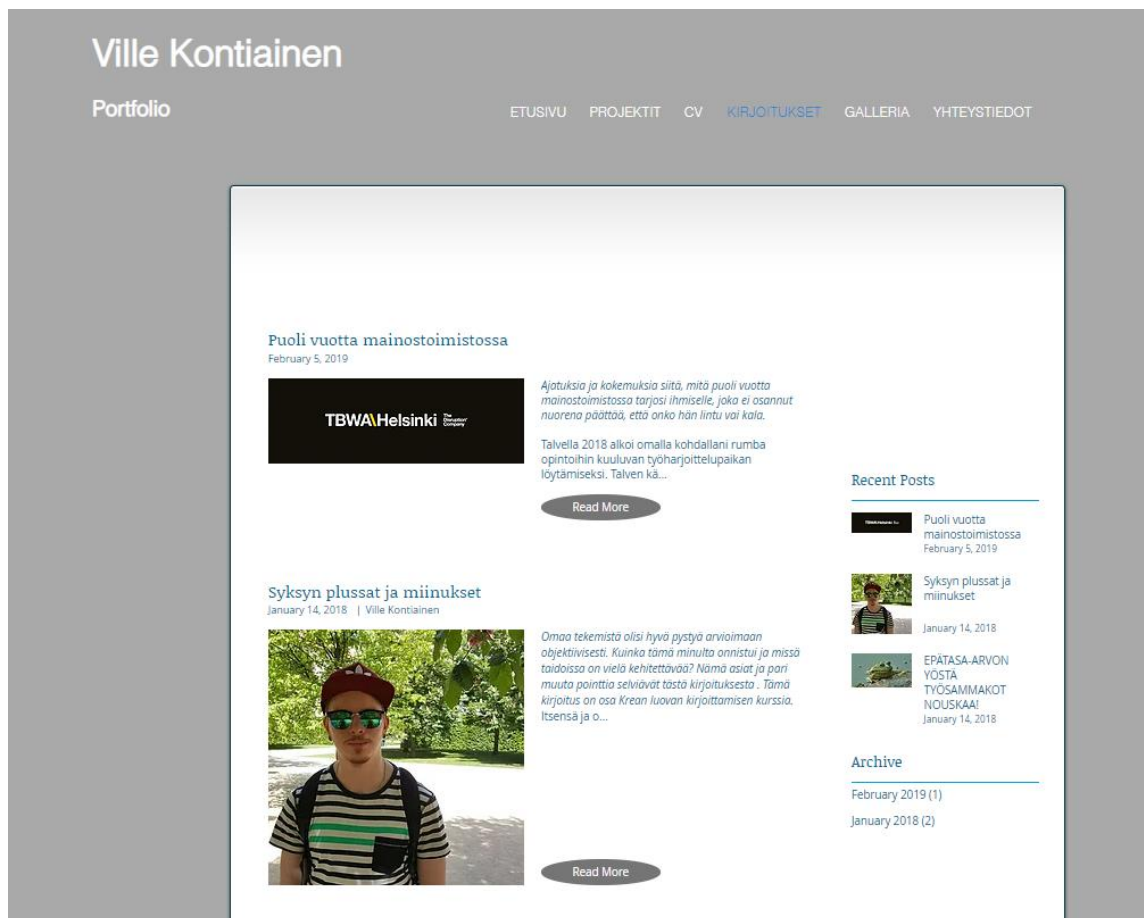 Ville Kontiainen
Portfolio
ETUSIVU PROJEKTIT CV KIRJOITUKSET GALLERIA YHTEYSTIEDOT
Puoli vuotta mainostoimistossa
February 5, 2019
TBWA\Helsinki The Disruption® Company
Ajatuksia ja kokemuksia siitä, mitä puoli vuotta
mainostoimistossa tarjosi ihmiselle, joka ei osannut
nuorena päättää, että onko hän lintu vai kala.
Talvella 2018 alkoi omalla kohdallani rumba
opintoihin kuuluvan työharjoittelupaikan
löytämiseksi. Talven kä...
Read More
Syksyn plussat ja miinukset
January 14, 2018 | Ville Kontiainen
Omaa tekemistä olisi hyvä pystyä arvioimaan
objektiivisesti. Kuinka tämä minulta onnistui ja missä
taidoissa on vielä kehitettävää? Nämä asiat ja pari
muuta pointtia selviävät tästä kirjoituksesta . Tämä
kirjoitus on osa Krean luovan kirjoittamisen kurssia.
Itsensä ja o...
Read More
Recent Posts
Puoli vuotta
mainostoimistossa
February 5, 2019
Syksyn plussat ja
miinukset
January 14, 2018
EPÄTASA-ARVON
YÖSTÄ
TYÖSAMMAKOT
NOUSKAA!
January 14, 2018
Archive
February 2019 (1)
January 2018 (2)